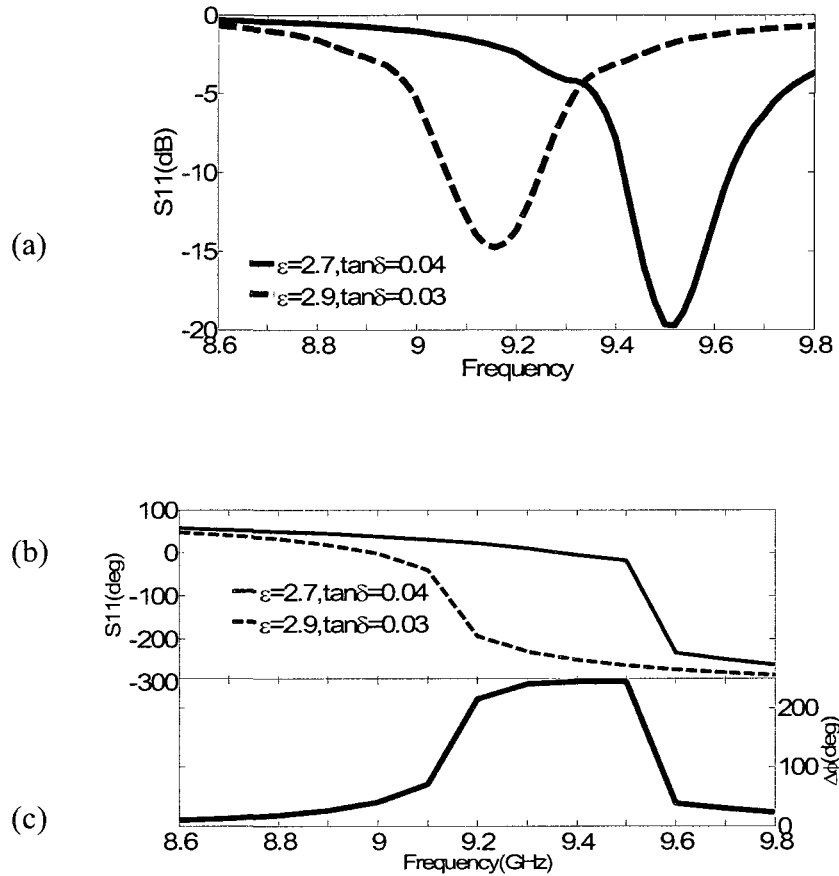 0
-5
-10
-15
-20
S11(dB)
(a)
ε=2.7,tanδ=0.04
ε=2.9,tanδ=0.03
8.6 8.8 9 9.2 9.4 9.6 9.8
Frequency
(b)
100
0
-100
-200
-300
S11(deg)
ε=2.7,tanδ=0.04
ε=2.9,tanδ=0.03
200
100
0
Δϕ(deg)
(c)
8.6 8.8 9 9.2 9.4 9.6 9.8
Frequency(GHz)